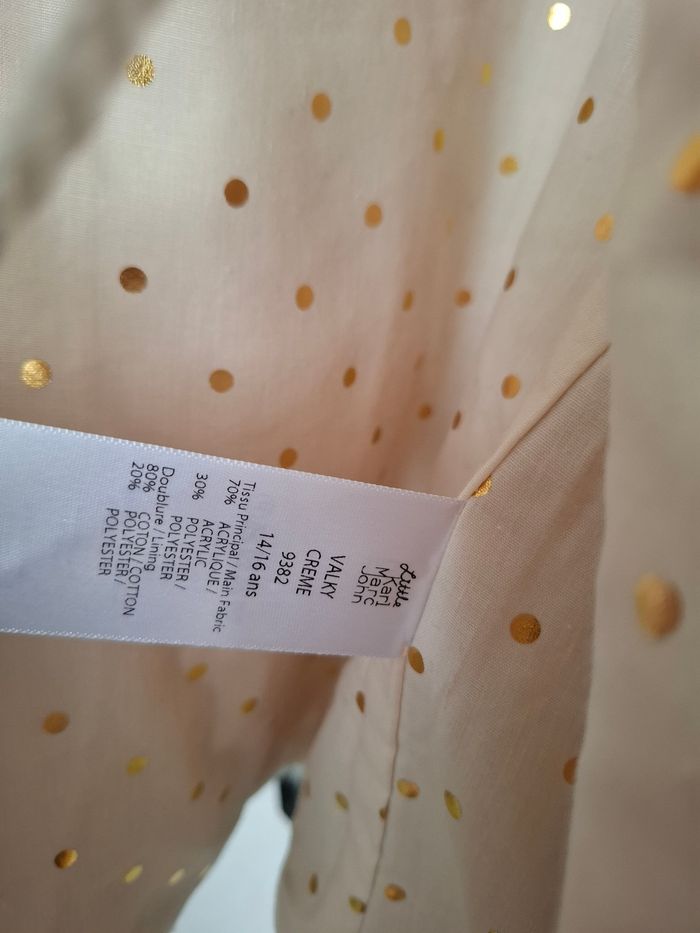 Little
Karl
Marc
John
VALKY
CREME
9382
14/16 ans
Tissu Principal / Main Fabric
70% ACRYLIQUE /
ACRYLIC
30% POLYESTER /
POLYESTER
Doublure / Lining
80% COTON / COTTON
20% POLYESTER /
POLYESTER